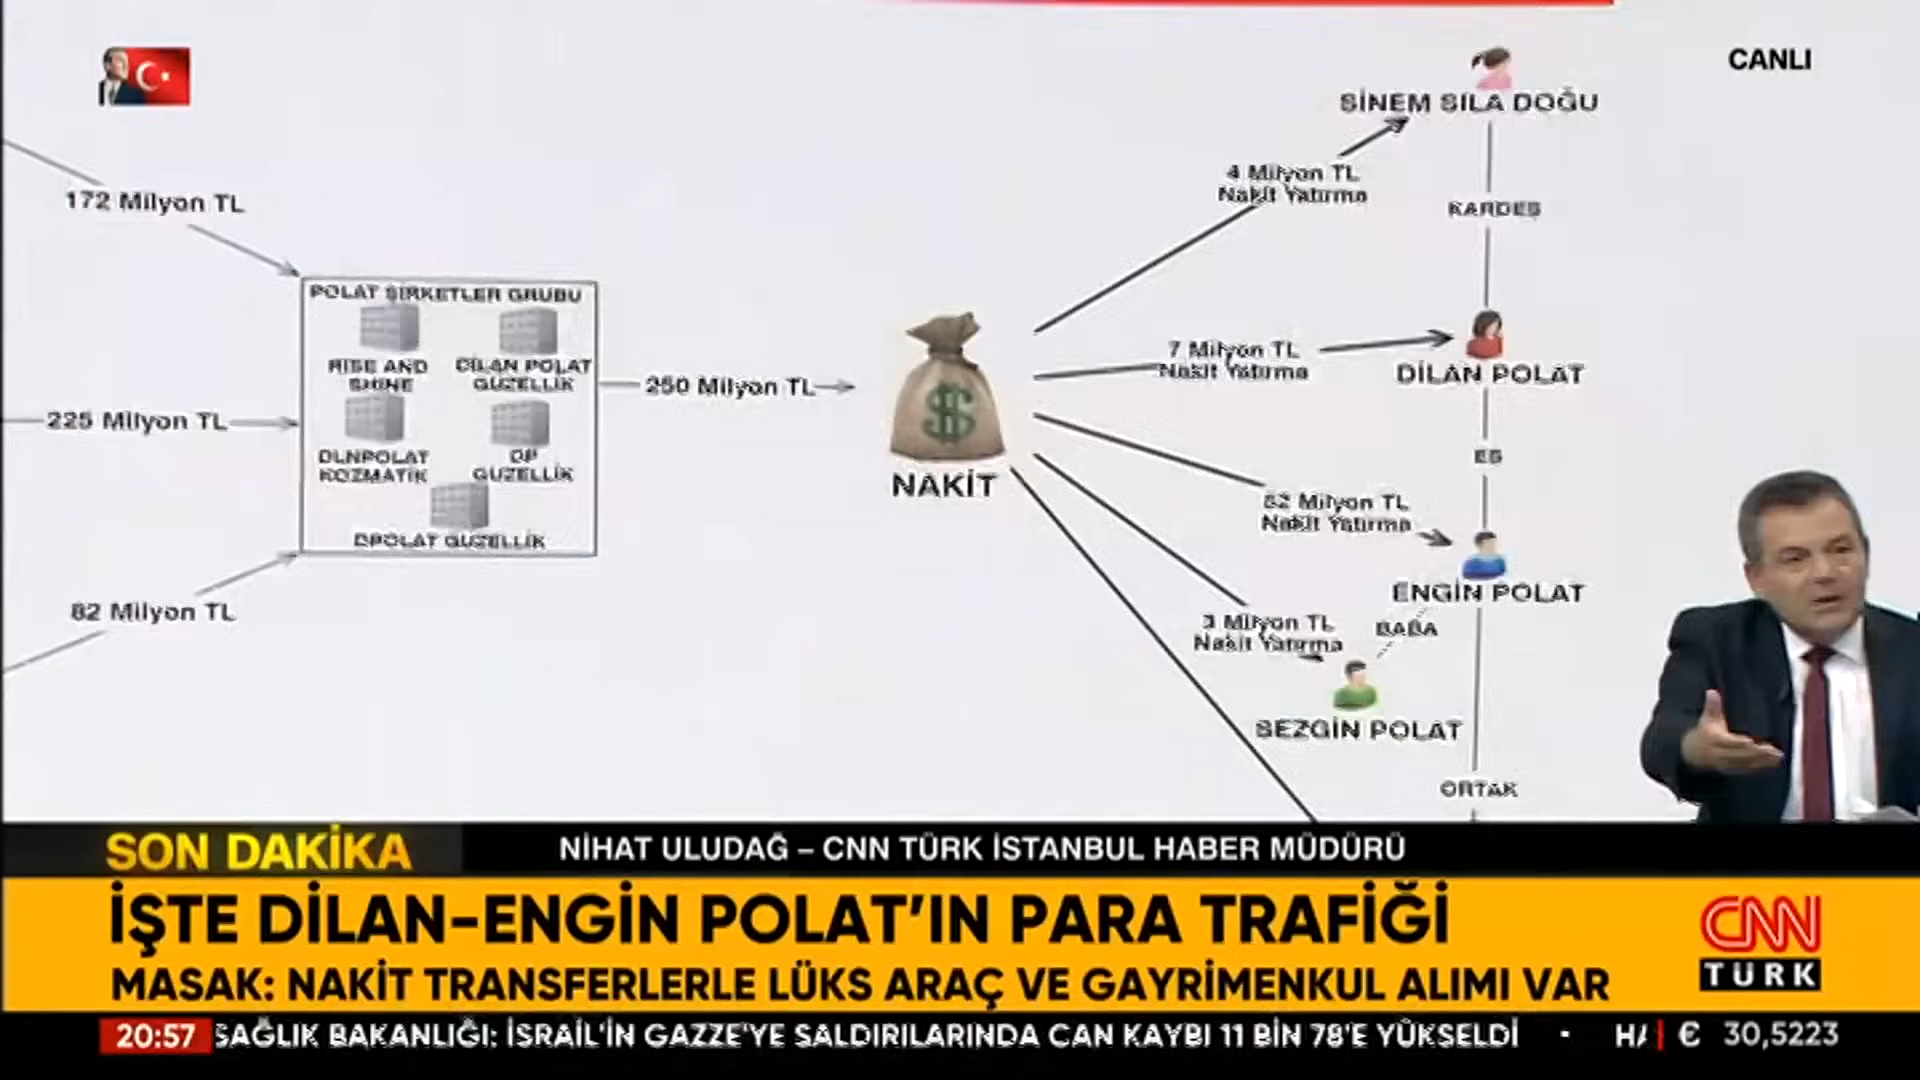 CANLI
SİNEM SILA DOĞU
4 Milyon TL
Nakit Yatırma
172 Milyon TL
KARDEŞ
POLAT ŞİRKETLER GRUBU
RISE AND
SHINE
DİLAN POLAT
GÜZELLİK
7 Milyon TL
Nakit Yatırma
DİLAN POLAT
250 Milyon TL
225 Milyon TL
DLNPOLAT
KOZMATİK
DP
GÜZELLİK
EŞ
NAKİT
82 Milyon TL
Nakit Yatırma
DPOLAT GÜZELLİK
ENGİN POLAT
82 Milyon TL
3 Milyon TL
Nakit Yatırma
BABA
SEZGİN POLAT
ORTAK
SON DAKİKA
NİHAT ULUDAĞ – CNN TÜRK İSTANBUL HABER MÜDÜRÜ
İŞTE DİLAN-ENGİN POLAT'IN PARA TRAFİĞİ
MASAK: NAKİT TRANSFERLERLE LÜKS ARAÇ VE GAYRİMENKUL ALIMI VAR
CNN
TÜRK
20:57
SAĞLIK BAKANLIĞI: İSRAİL'İN GAZZE'YE SALDIRILARINDA CAN KAYBI 11 BİN 78'E YÜKSELDİ
€ 30,5223